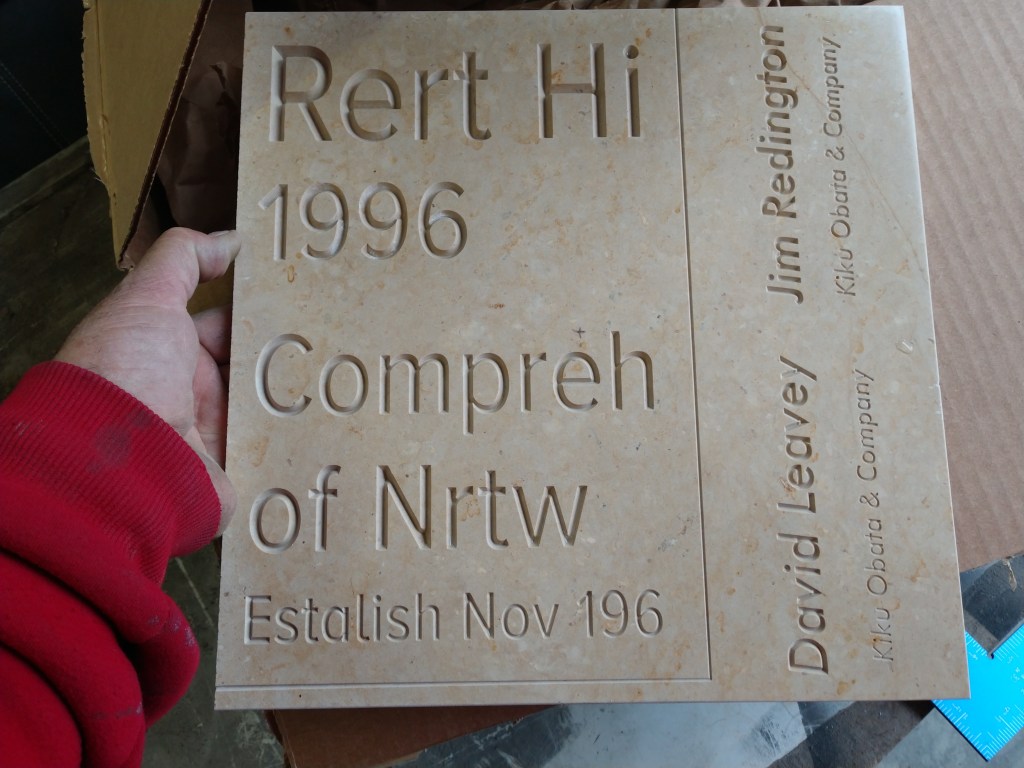 Rert Hi
1996
Compreh
of Nrtw
Estalish Nov 196
David Leavey
Kiku Obata & Company
Jim Redington
Kiku Obata & Company